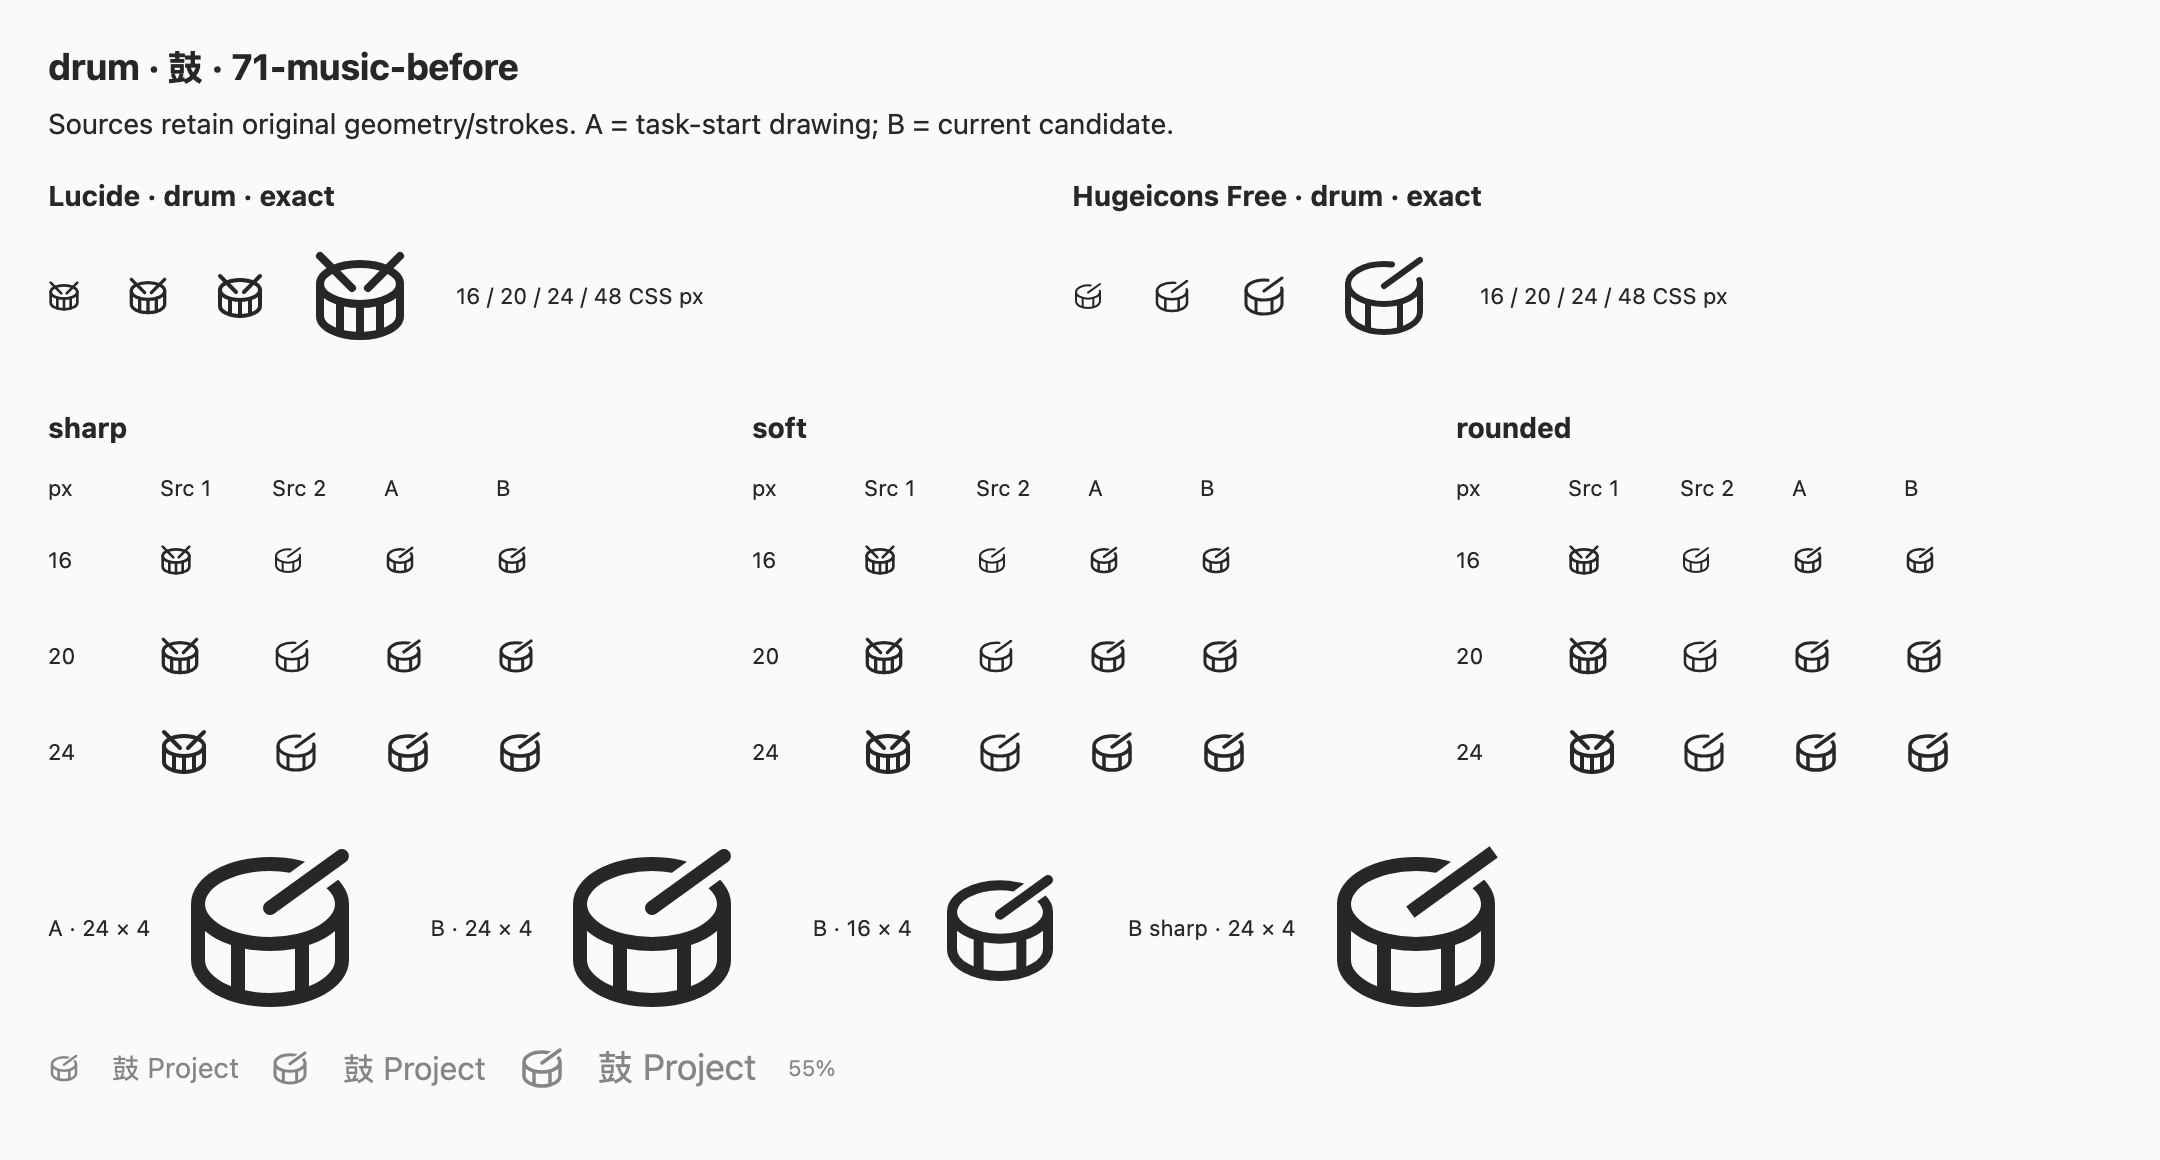 drum · 鼓 · 71-music-before
Sources retain original geometry/strokes. A = task-start drawing; B = current candidate.
Lucide · drum · exact
16 / 20 / 24 / 48 CSS px
Hugeicons Free · drum · exact
16 / 20 / 24 / 48 CSS px
sharp
px Src 1 Src 2 A B
16
20
24
soft
px Src 1 Src 2 A B
16
20
24
rounded
px Src 1 Src 2 A B
16
20
24
A · 24 × 4
B · 24 × 4
B · 16 × 4
B sharp · 24 × 4
鼓 Project 鼓 Project 鼓 Project 55%